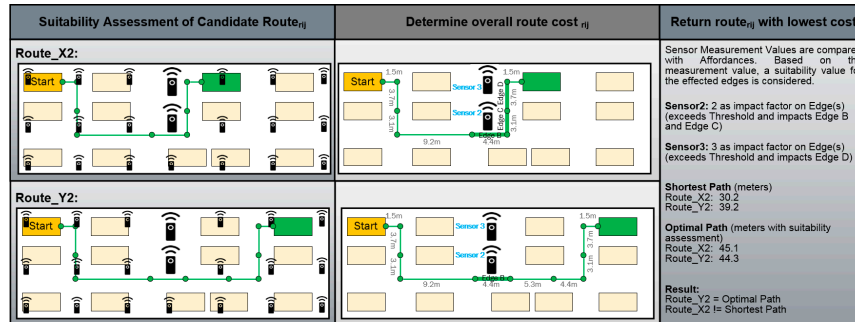 Suitability Assessment of Candidate Routerij
Determine overall route cost rij
Return routerij with lowest cost
Route_X2:
Start
Start
1.5m
3.7m
3.1m
9.2m
Sensor 3
Sensor 2
Edge B
4.4m
Edge C
Edge D
1.5m
3.7m
3.1m
Sensor Measurement Values are compare
with Affordances. Based on th
measurement value, a suitability value fo
the effected edges is considered.
Sensor2: 2 as impact factor on Edge(s)
(exceeds Threshold and impacts Edge B
and Edge C)
Sensor3: 3 as impact factor on Edge(s)
(exceeds Threshold and impacts Edge D)
Route_Y2:
Start
Start
1.5m
3.7m
3.1m
9.2m
Sensor 3
Sensor 2
Edge B
4.4m
5.3m
4.4m
1.5m
3.7m
3.1m
Shortest Path (meters)
Route_X2: 30.2
Route_Y2: 39.2
Optimal Path (meters with suitability
assessment)
Route_X2: 45.1
Route_Y2: 44.3
Result:
Route_Y2 = Optimal Path
Route_X2 != Shortest Path